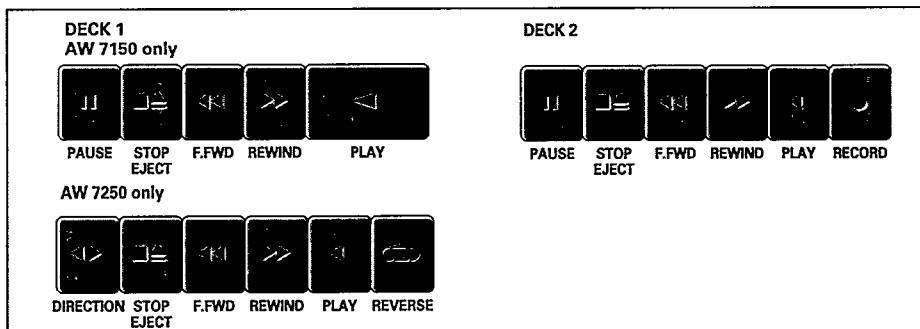 DECK 1
AW 7150 only
PAUSE STOP EJECT F.FWD REWIND PLAY
AW 7250 only
DIRECTION STOP EJECT F.FWD REWIND PLAY REVERSE
DECK 2
PAUSE STOP EJECT F.FWD REWIND PLAY RECORD